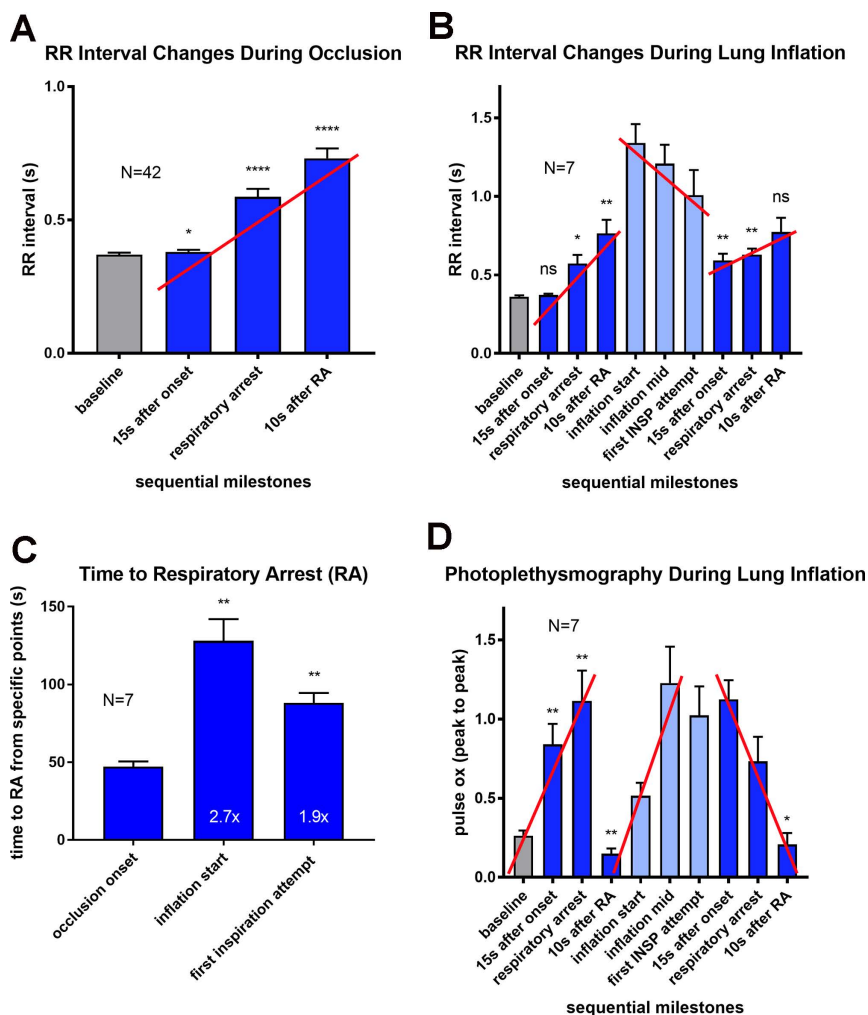 A
RR Interval Changes During Occlusion
RR interval (s)
1.0
0.5
0.0
N=42
*
****
****
baseline
15s after onset
respiratory arrest
10s after RA
sequential milestones
B
RR Interval Changes During Lung Inflation
RR interval (s)
1.5
1.0
0.5
0.0
N=7
ns
*
**
**
**
ns
baseline
15s after onset
respiratory arrest
10s after RA
inflation start
inflation mid
first INSP attempt
15s after onset
respiratory arrest
10s after RA
sequential milestones
C
Time to Respiratory Arrest (RA)
time to RA from specific points (s)
150
100
50
0
N=7
**
**
2.7x
1.9x
occlusion onset
inflation start
first inspiration attempt
D
Photoplethysmography During Lung Inflation
pulse ox (peak to peak)
1.5
1.0
0.5
0.0
N=7
**
**
**
*
baseline
15s after onset
respiratory arrest
10s after RA
inflation start
inflation mid
first INSP attempt
15s after onset
respiratory arrest
10s after RA
sequential milestones